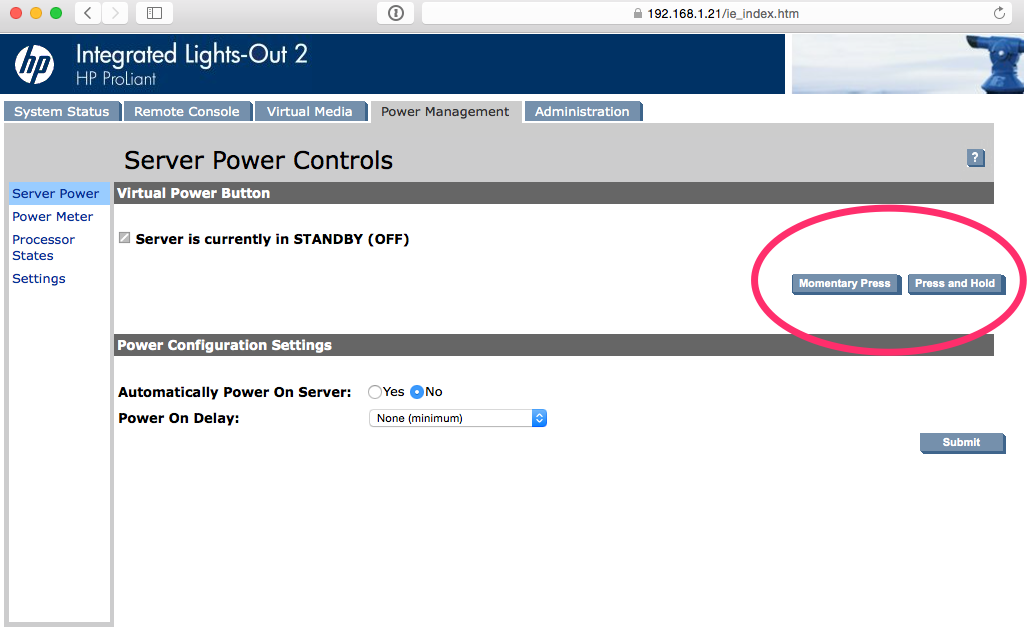 192.168.1.21/ie_index.htm
hp
Integrated Lights-Out 2
HP ProLiant
System Status Remote Console Virtual Media Power Management Administration
Server Power Controls
?
Server Power
Power Meter
Processor
States
Settings
Virtual Power Button
Server is currently in STANDBY (OFF)
Momentary Press Press and Hold
Power Configuration Settings
Automatically Power On Server: Yes No
Power On Delay: None (minimum)
Submit